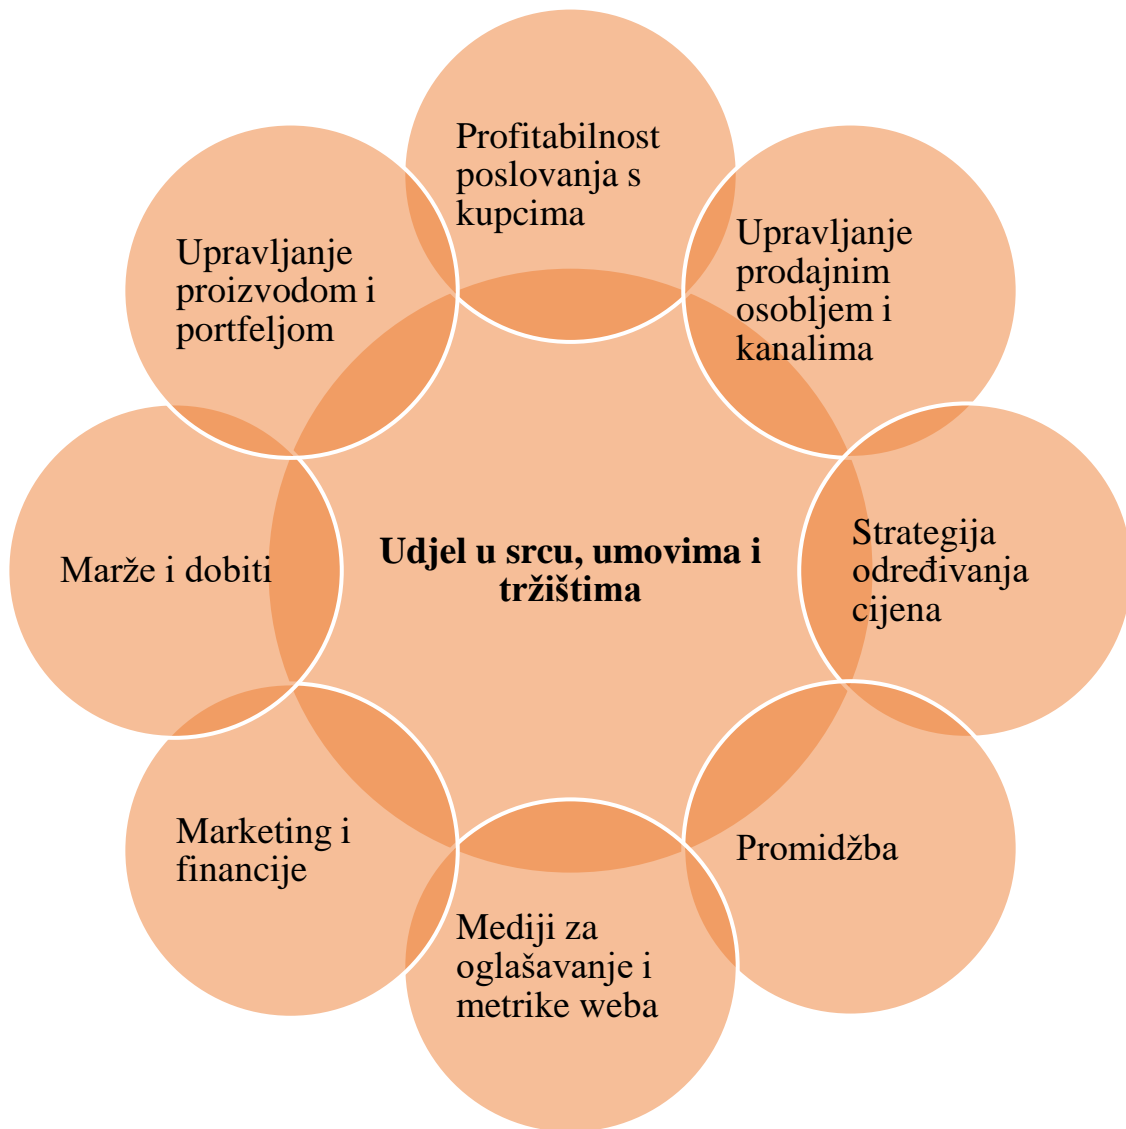 Profitabilnost
poslovanja s
kupcima
Upravljanje
prodajnim
osobljem i
kanalima
Strategija
određivanja
cijena
Promidžba
Mediji za
oglašavanje i
metrike weba
Marketing i
financije
Marže i dobiti
Upravljanje
proizvodom i
portfeljom
Udjel u srcu, umovima i
tržištima